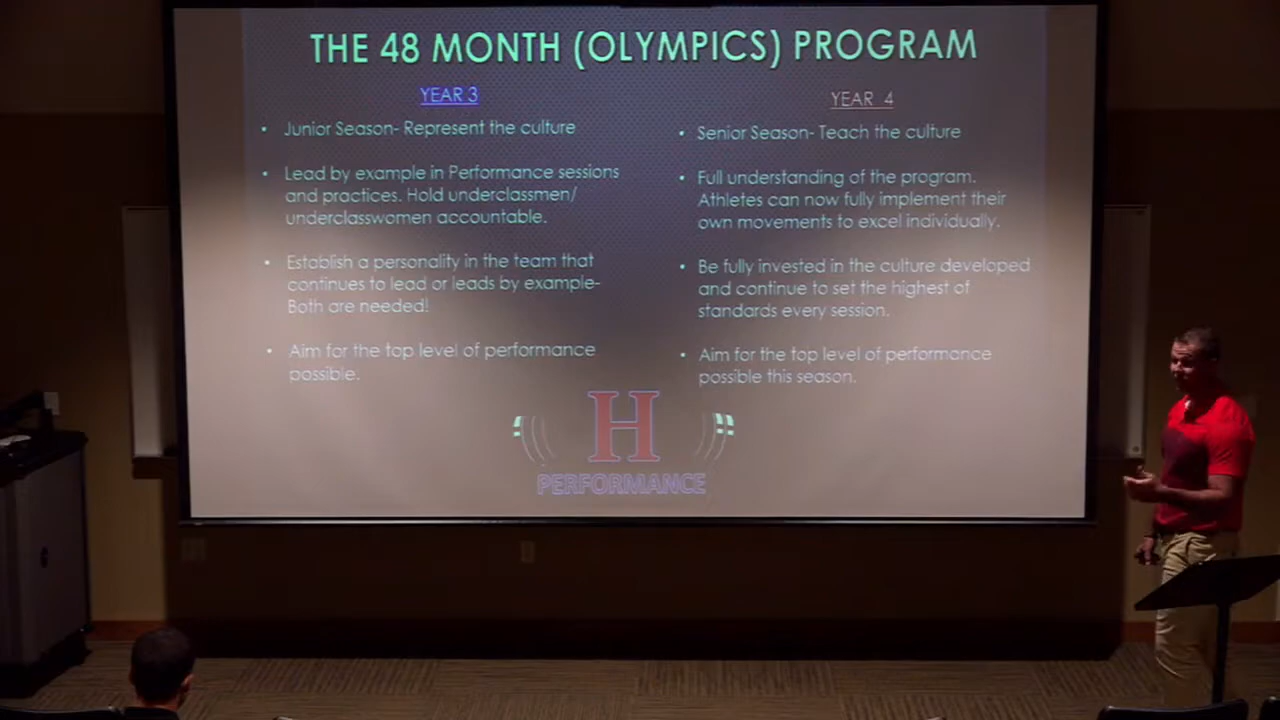 THE 48 MONTH (OLYMPICS) PROGRAM
YEAR 3
• Junior Season- Represent the culture
• Lead by example in Performance sessions
and practices. Hold underclassmen/
underclasswomen accountable.
• Establish a personality in the team that
continues to lead or leads by example-
Both are needed!
• Aim for the top level of performance
possible.
YEAR 4
• Senior Season- Teach the culture
• Full understanding of the program.
Athletes can now fully implement their
own movements to excel individually.
• Be fully invested in the culture developed
and continue to set the highest of
standards every session.
• Aim for the top level of performance
possible this season.
H
PERFORMANCE